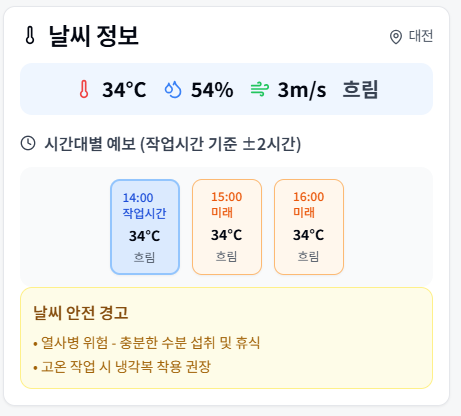 날씨 정보
대전
34°C 54% 3m/s 흐림
시간대별 예보 (작업시간 기준 ±2시간)
14:00 15:00 16:00
작업시간 미래 미래
34°C 34°C 34°C
흐림 흐림 흐림
날씨 안전 경고
• 열사병 위험 - 충분한 수분 섭취 및 휴식
• 고온 작업 시 냉각복 착용 권장